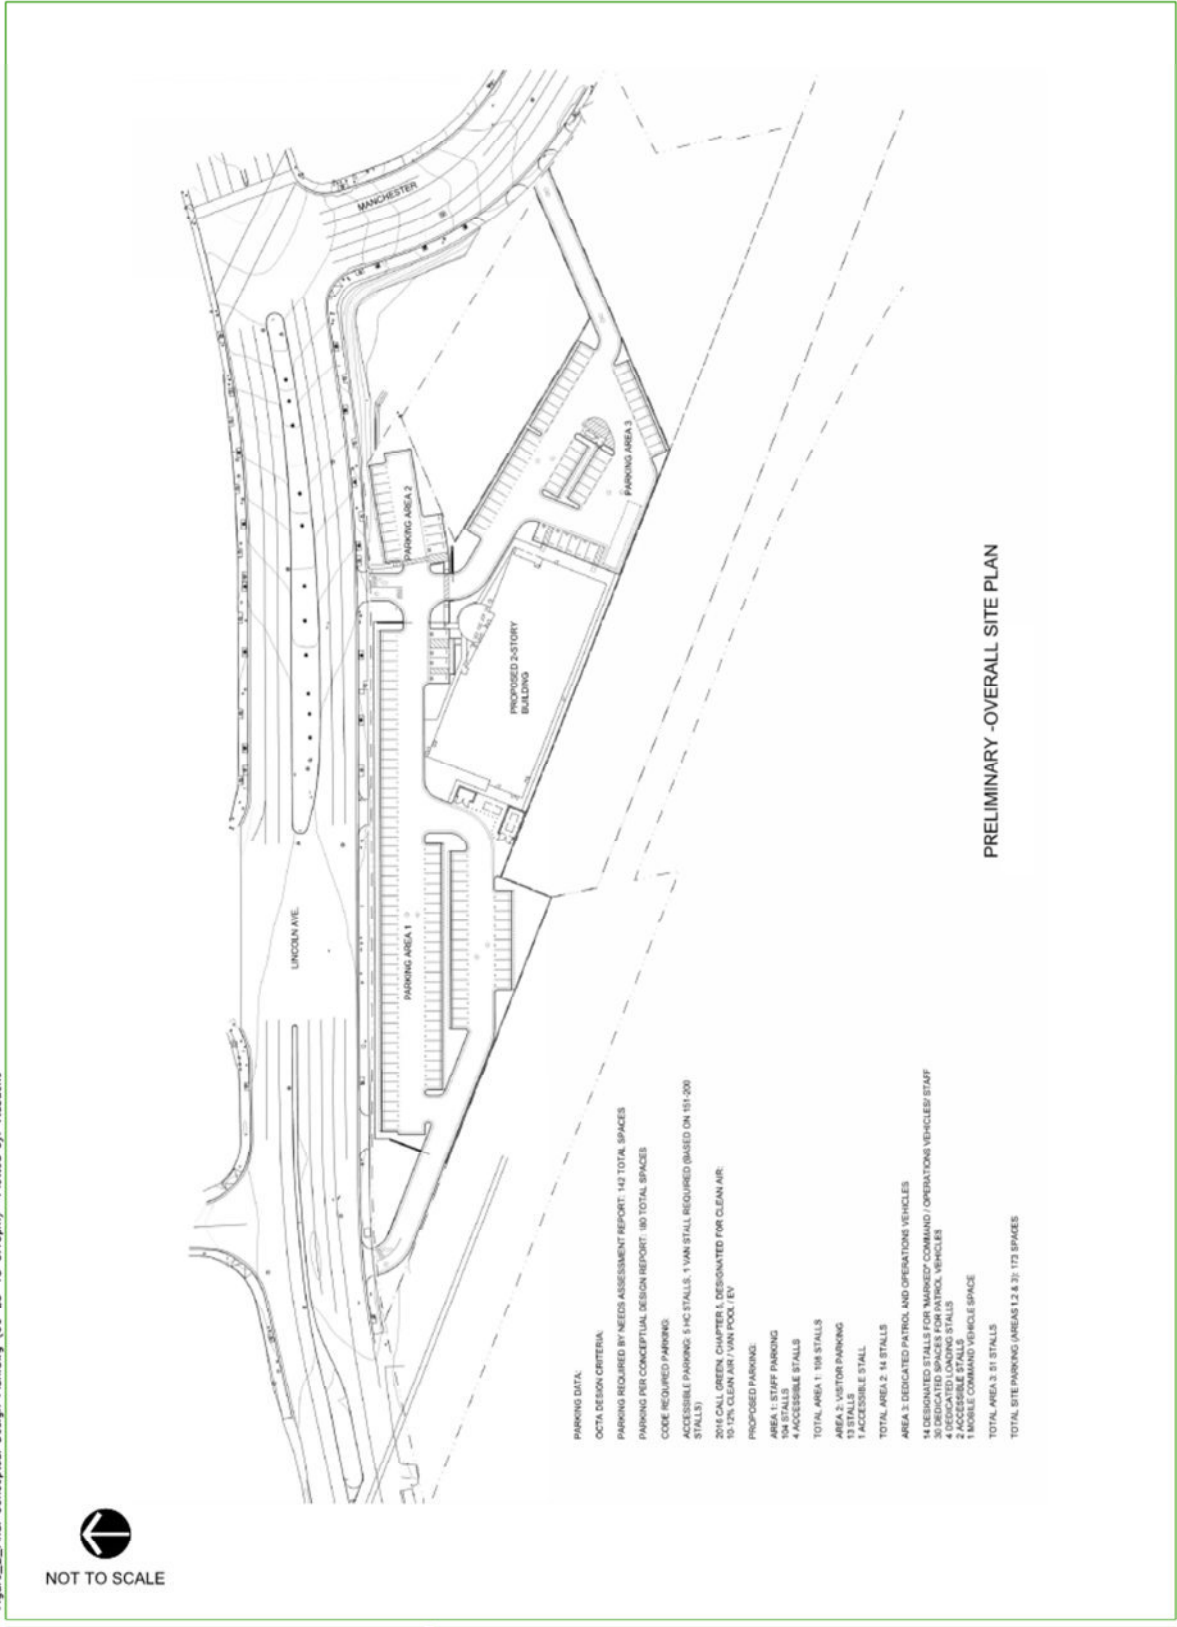 MANCHESTER
PARKING AREA 2
PARKING AREA 3
PROPOSED 2-STORY
BUILDING
LINCOLN AVE.
PARKING AREA 1
PRELIMINARY -OVERALL SITE PLAN
PARKING DATA:
OCTA DESIGN CRITERIA:
PARKING REQUIRED BY NEEDS ASSESSMENT REPORT: 142 TOTAL SPACES
PARKING PER CONCEPTUAL DESIGN REPORT: 180 TOTAL SPACES
CODE REQUIRED PARKING:
ACCESSIBLE PARKING: 5 HC STALLS, 1 VAN STALL REQUIRED (BASED ON 151-200
STALLS)
2016 CALL GREEN, CHAPTER 5, DESIGNATED FOR CLEAN AIR:
10-12% CLEAN AIR / VAN POOL / EV
PROPOSED PARKING:
AREA 1: STAFF PARKING
104 STALLS
4 ACCESSIBLE STALLS
TOTAL AREA 1: 108 STALLS
AREA 2: VISITOR PARKING
13 STALLS
1 ACCESSIBLE STALL
TOTAL AREA 2: 14 STALLS
AREA 3: DEDICATED PATROL AND OPERATIONS VEHICLES
14 DESIGNATED STALLS FOR "MARKED" COMMAND / OPERATIONS VEHICLES/ STAFF
30 DEDICATED SPACES FOR PATROL VEHICLES
4 DEDICATED LOADING STALLS
2 ACCESSIBLE STALLS
1 MOBILE COMMAND VEHICLE SPACE
TOTAL AREA 3: 51 STALLS
TOTAL SITE PARKING (AREAS 1,2 & 3): 173 SPACES
NOT TO SCALE